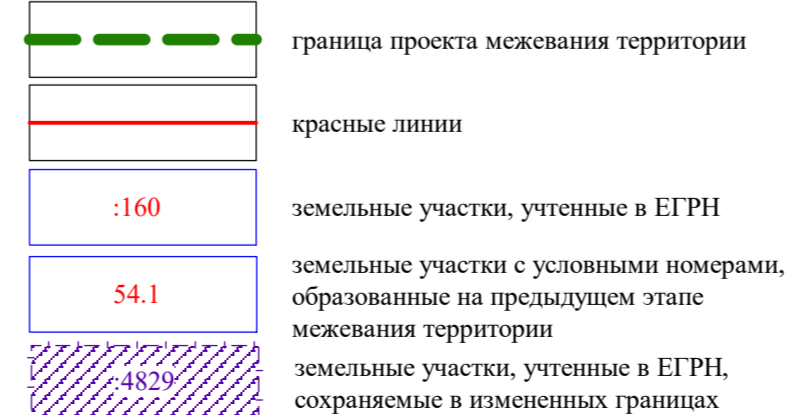 граница проекта межевания территории
красные линии
:160 земельные участки, учтенные в ЕГРН
земельные участки с условными номерами,
54.1 образованные на предыдущем этапе
межевания территории
земельные участки, учтенные в ЕГРН,
:4829 сохраняемые в измененных границах